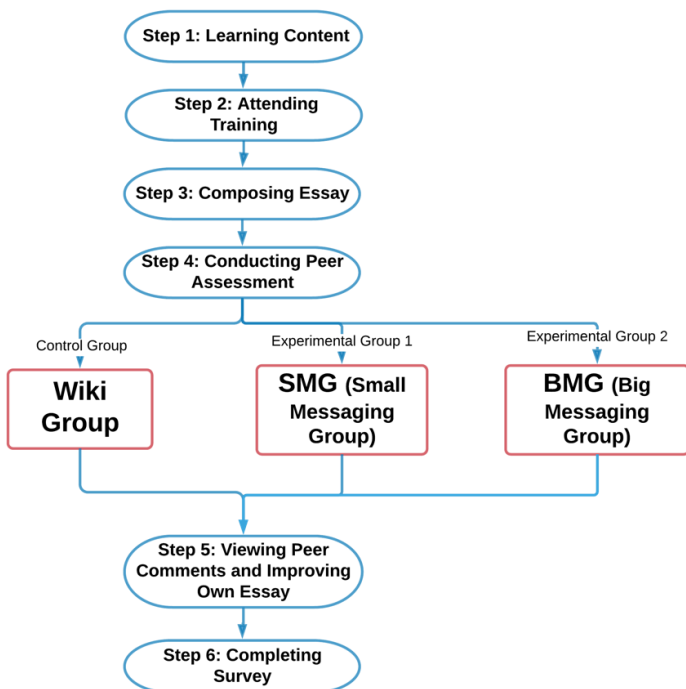 Step 1: Learning Content
Step 2: Attending
Training
Step 3: Composing Essay
Step 4: Conducting Peer
Assessment
Control Group
Experimental Group 1
Experimental Group 2
Wiki
Group
SMG (Small
Messaging
Group)
BMG (Big
Messaging
Group)
Step 5: Viewing Peer
Comments and Improving
Own Essay
Step 6: Completing
Survey